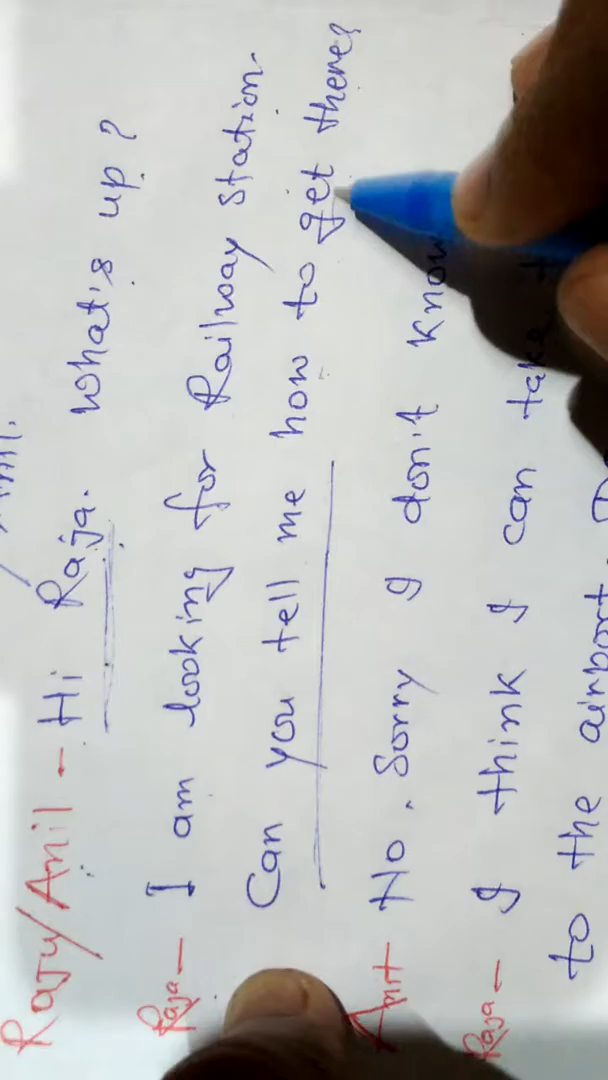 Raju/Anil - Hi Raja. What's up?
Raja - I am looking for Railway Station.
Can you tell me how to get there?
Amit - No. Sorry I don't know
Raja - I think I can take t
to the airport.